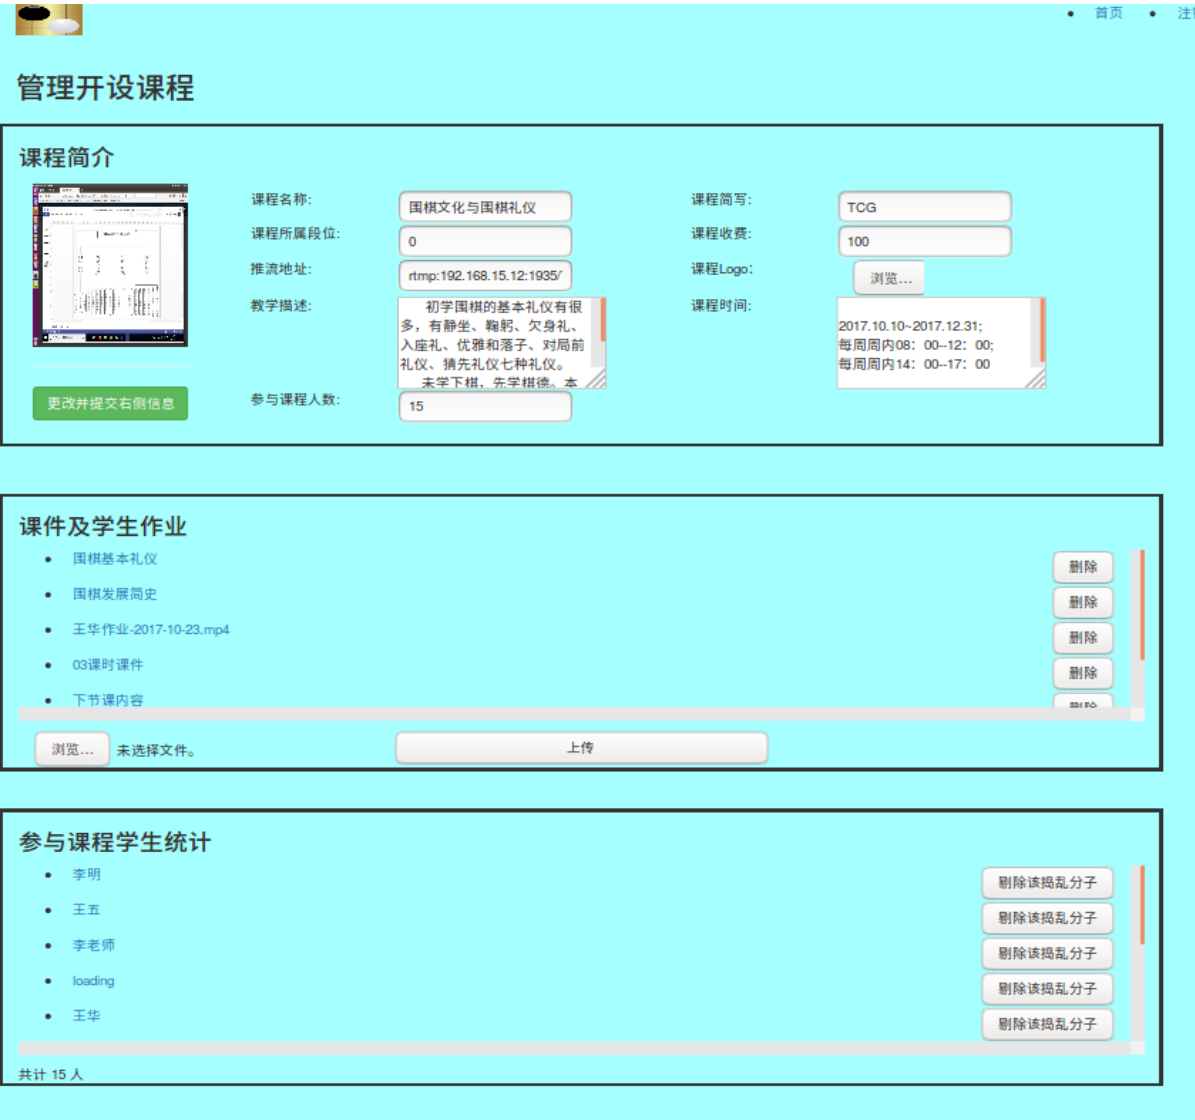 首页
管理开设课程
课程简介
课程名称:
围棋文化与围棋礼仪
课程简写:
TCG
课程所属段位:
0
课程收费:
100
推流地址:
rtmp:192.168.15.12:1935/
课程Logo:
浏览...
教学描述:
初学围棋的基本礼仪有很
多，有静坐、鞠躬、欠身礼、
入座礼、优雅和落子、对局前
礼仪、猜先礼仪七种礼仪。
未学下棋，先学棋德。本
课程时间:
2017.10.10~2017.12.31;
每周周内08：00--12：00;
每周周内14：00--17：00
更改并提交右侧信息
参与课程人数:
15
课件及学生作业
围棋基本礼仪
删除
围棋发展简史
删除
王华作业-2017-10-23.mp4
删除
03课时课件
删除
下节课内容
删除
浏览...
未选择文件。
上传
参与课程学生统计
李明
剔除该捣乱分子
王五
剔除该捣乱分子
李老师
剔除该捣乱分子
loading
剔除该捣乱分子
王华
剔除该捣乱分子
共计 15 人